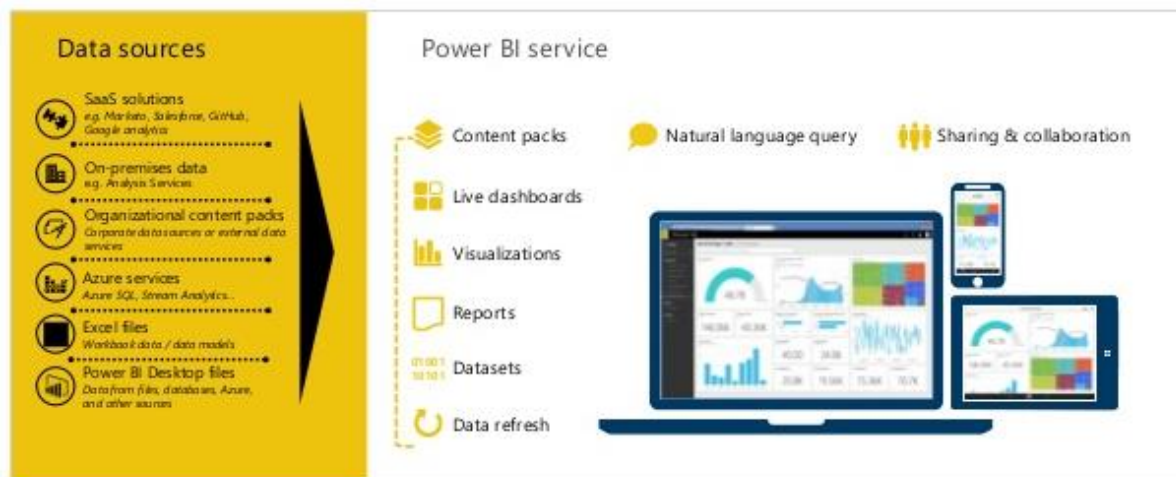 Data sources
SaaS solutions
e.g. Marketo, Salesforce, GitHub,
Google analytics
On-premises data
e.g. Analysis Services
Organizational content packs
Corporate data sources or external data
services
Azure services
Azure SQL, Stream Analytics...
Excel files
Workbook data / data models
Power BI Desktop files
Data from files, databases, Azure,
and other sources
Power BI service
Content packs
Natural language query
Sharing & collaboration
Live dashboards
Visualizations
Reports
01001
10101
Datasets
Data refresh